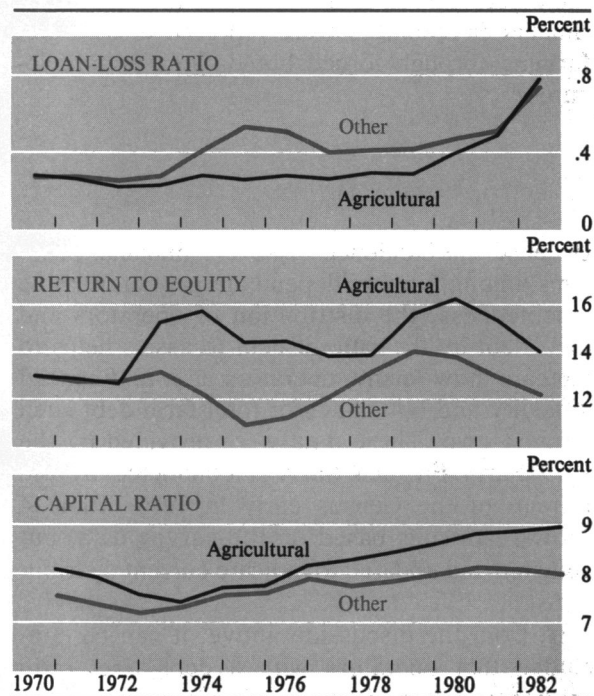 Percent
LOAN-LOSS RATIO
.8
Other
.4
Agricultural
0
Percent
RETURN TO EQUITY
Agricultural
16
14
12
Other
Percent
CAPITAL RATIO
9
Agricultural
8
Other
7
1970 1972 1974 1976 1978 1980 1982